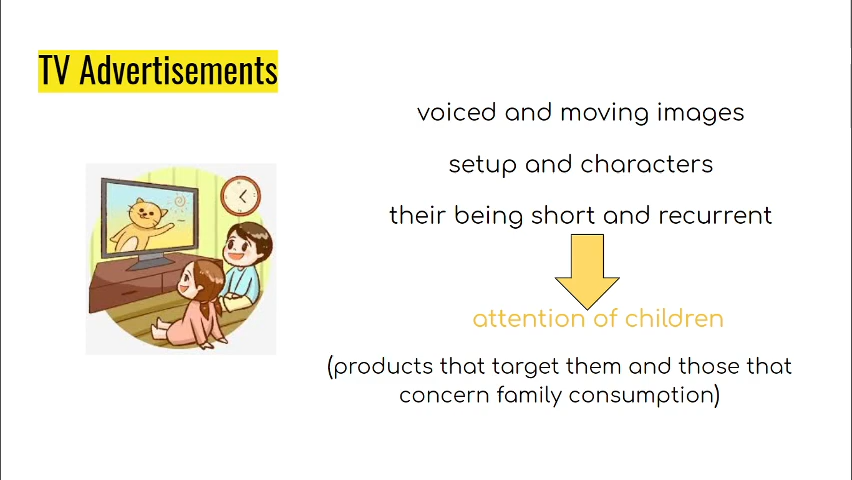 TV Advertisements
voiced and moving images
setup and characters
their being short and recurrent
attention of children
(products that target them and those that
concern family consumption)